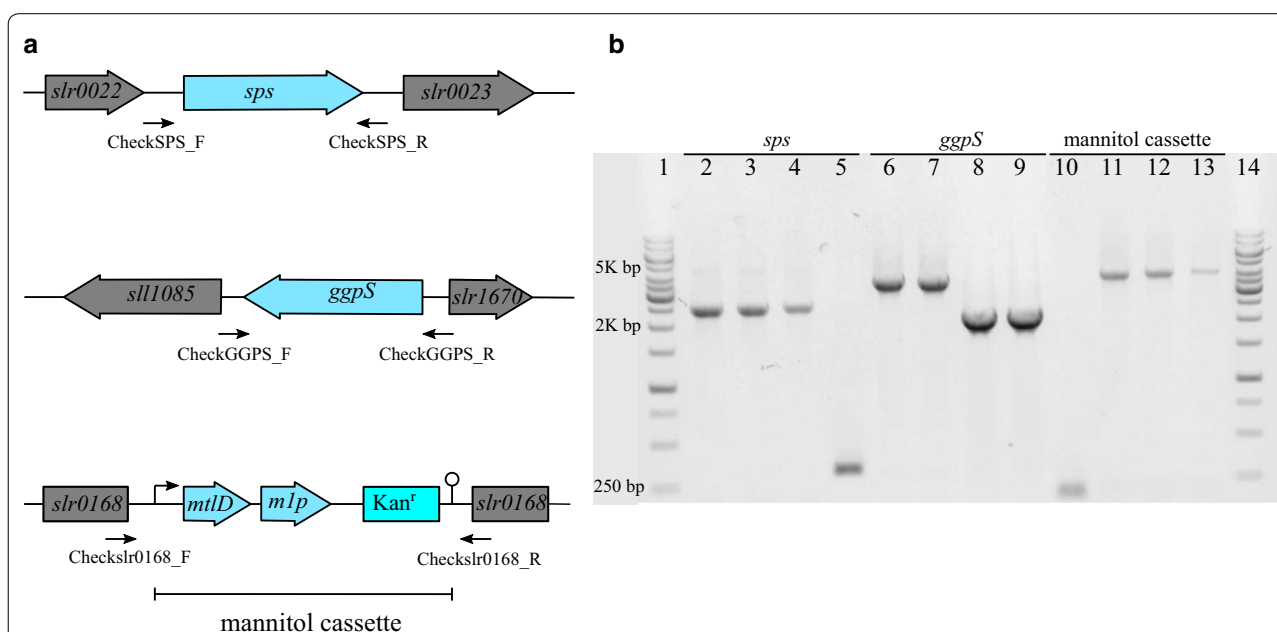 a
slr0022 sps slr0023
CheckSPS_F CheckSPS_R
sll1085 ggpS slr1670
CheckGGPS_F CheckGGPS_R
slr0168 mtlD m1p Kanʳ slr0168
Checkslr0168_F Checkslr0168_R
mannitol cassette
b
sps ggpS mannitol cassette
1 2 3 4 5 6 7 8 9 10 11 12 13 14
5K bp
2K bp
250 bp